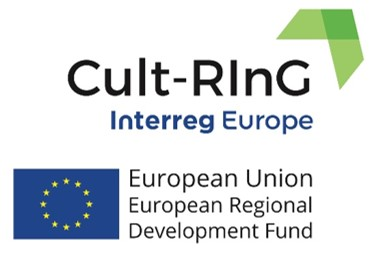 Cult-RInG
Interreg Europe
European Union
European Regional
Development Fund